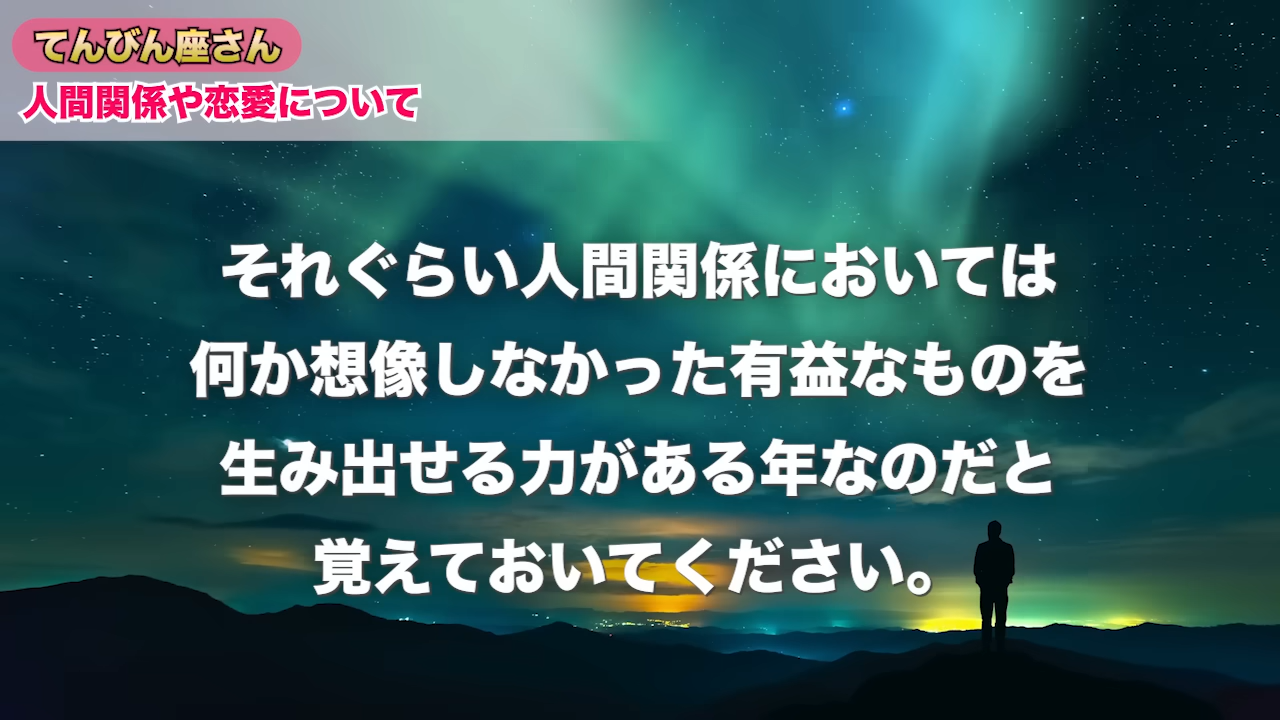 てんびん座さん
人間関係や恋愛について
それぐらい人間関係においては
何か想像しなかった有益なものを
生み出せる力がある年なのだと
覚えておいてください。